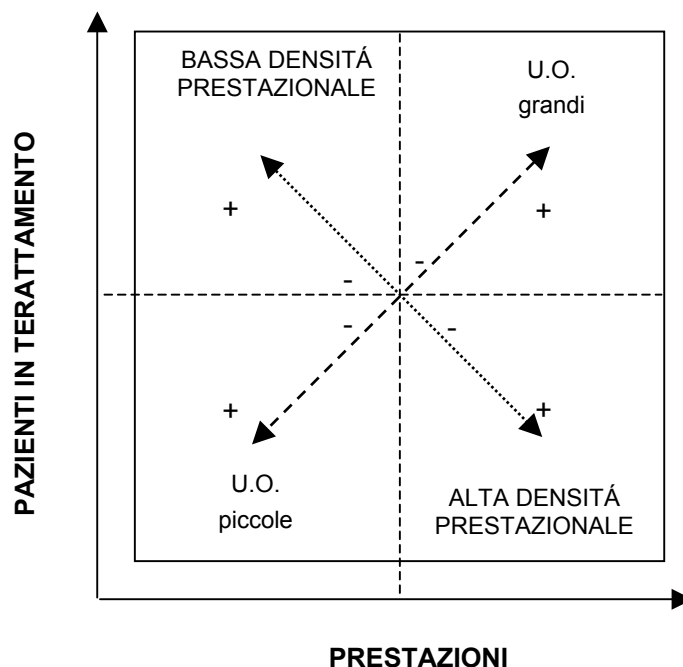 BASSA DENSITÁ
PRESTAZIONALE
U.O.
grandi
+
+
-
-
-
-
+
+
U.O.
piccole
ALTA DENSITÁ
PRESTAZIONALE
PAZIENTI IN TERATTAMENTO
PRESTAZIONI